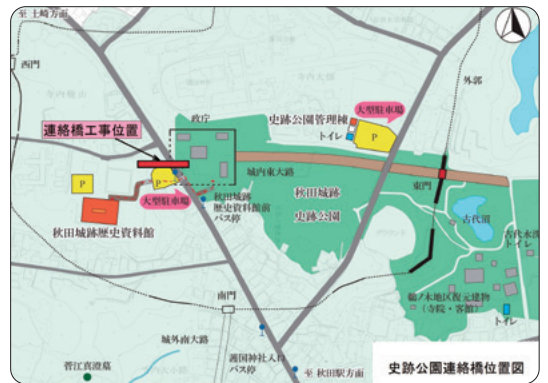 至 土崎方面
西門
外郭
大型駐車場
政庁
史跡公園管理棟
トイレ
P
連絡橋工事位置
城内東大路
東門
P
P
大型駐車場
秋田城跡
歴史資料館前
バス停
秋田城跡
史跡公園
古代沼
秋田城跡歴史資料館
古代水洗
トイレ
南門
鵜ノ木地区復元建物
(寺院・客館)
城外南大路
護国神社入口
バス停
トイレ
菅江真澄墓
至 秋田駅方面
史跡公園連絡橋位置図